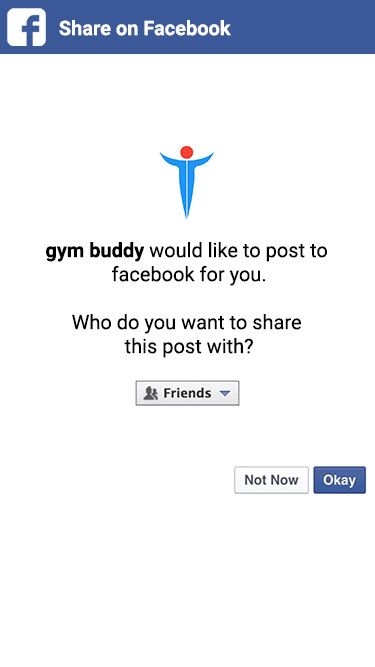 Share on Facebook
gym buddy would like to post to
facebook for you.
Who do you want to share
this post with?
Friends
Not Now
Okay